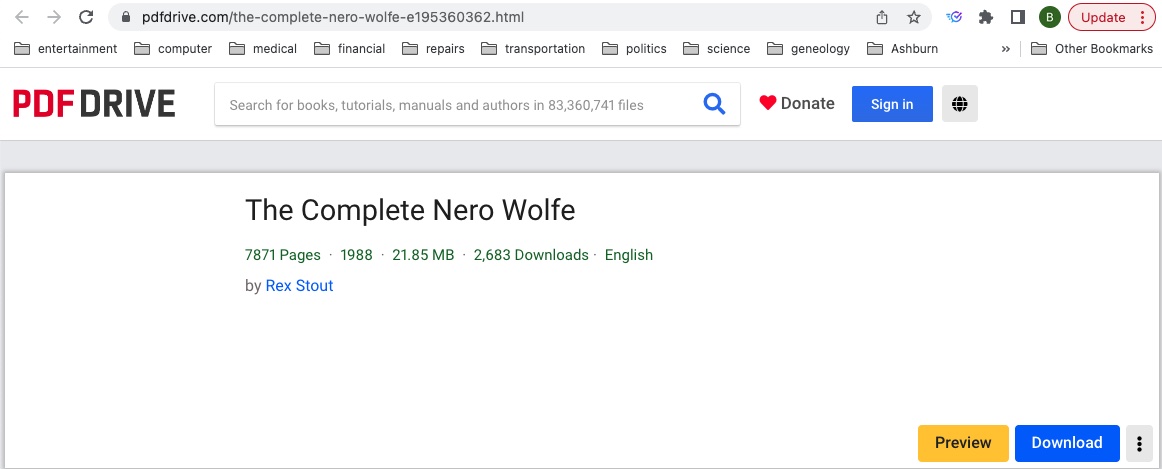 pdfdrive.com/the-complete-nero-wolfe-e195360362.html B Update
entertainment computer medical financial repairs transportation politics science geneology Ashburn » Other Bookmarks
PDF DRIVE Search for books, tutorials, manuals and authors in 83,360,741 files Donate Sign in
The Complete Nero Wolfe
7871 Pages · 1988 · 21.85 MB · 2,683 Downloads · English
by Rex Stout
Preview Download